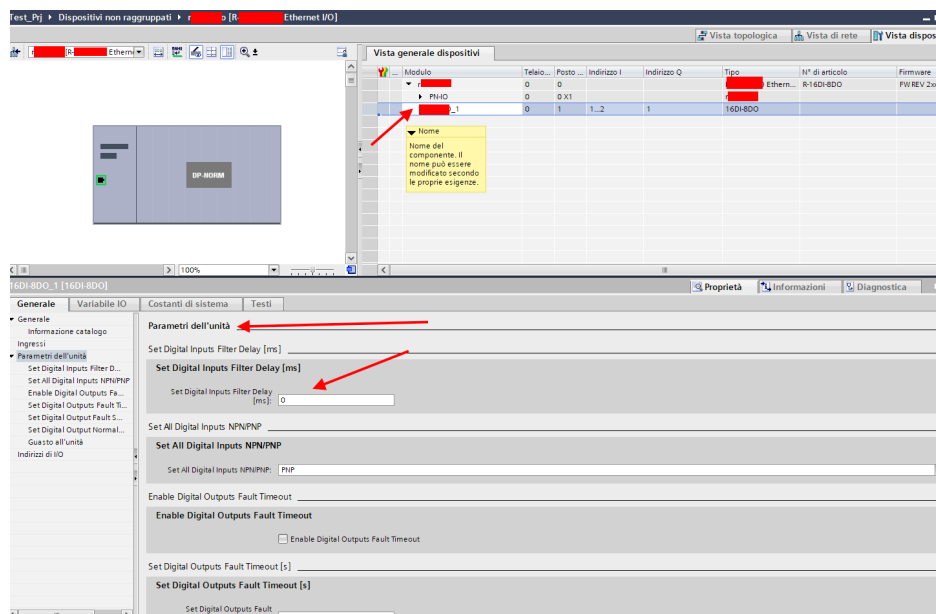 Test_Prj ▸ Dispositivi non raggruppati ▸ r o [R- Ethernet I/O]
Vista topologica Vista di rete Vista dispos
r [R- Ethern
Vista generale dispositivi
... Modulo Telaio... Posto ... Indirizzo I Indirizzo Q Tipo N° di articolo Firmware
r 0 0 Ethern... R-16DI-8DO FW REV 2x
PN-IO 0 0 X1 r
_1 0 1 1...2 1 16DI-8DO
Nome
Nome del
componente. Il
nome può essere
modificato secondo
le proprie esigenze.
DP-NORM
100%
16DI-8DO_1 [16DI-8DO]
Proprietà Informazioni Diagnostica
Generale Variabile IO Costanti di sistema Testi
Generale
Informazione catalogo
Ingressi
Parametri dell'unità
Set Digital Inputs Filter D...
Set All Digital Inputs NPN/PNP
Enable Digital Outputs Fa...
Set Digital Outputs Fault Ti...
Set Digital Output Fault S...
Set Digital Output Normal...
Guasto all'unità
Indirizzi di I/O
Parametri dell'unità
Set Digital Inputs Filter Delay [ms]
Set Digital Inputs Filter Delay [ms]
Set Digital Inputs Filter Delay
[ms]: 0
Set All Digital Inputs NPN/PNP
Set All Digital Inputs NPN/PNP
Set All Digital Inputs NPN/PNP: PNP
Enable Digital Outputs Fault Timeout
Enable Digital Outputs Fault Timeout
Enable Digital Outputs Fault Timeout
Set Digital Outputs Fault Timeout [s]
Set Digital Outputs Fault Timeout [s]
Set Digital Outputs Fault